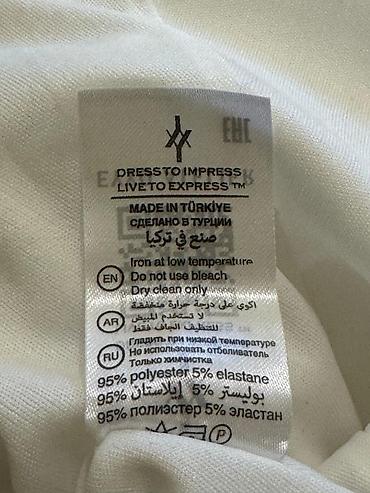 DRESS TO IMPRESS
LIVE TO EXPRESS™
MADE IN TÜRKİYE
СДЕЛАНО В ТУРЦИИ
صنع في تركيا
Iron at low temperature
EN Do not use bleach
Dry clean only
اكوي على درجة حرارة منخفضة
AR لا تستخدم المبيض
للتنظيف الجاف فقط
Гладить при низкой температуре
RU Не использовать отбеливатель
Только химчистка
95% polyester 5% elastane
95% بوليستر 5% إيلاستان
95% полиэстер 5% эластан
P